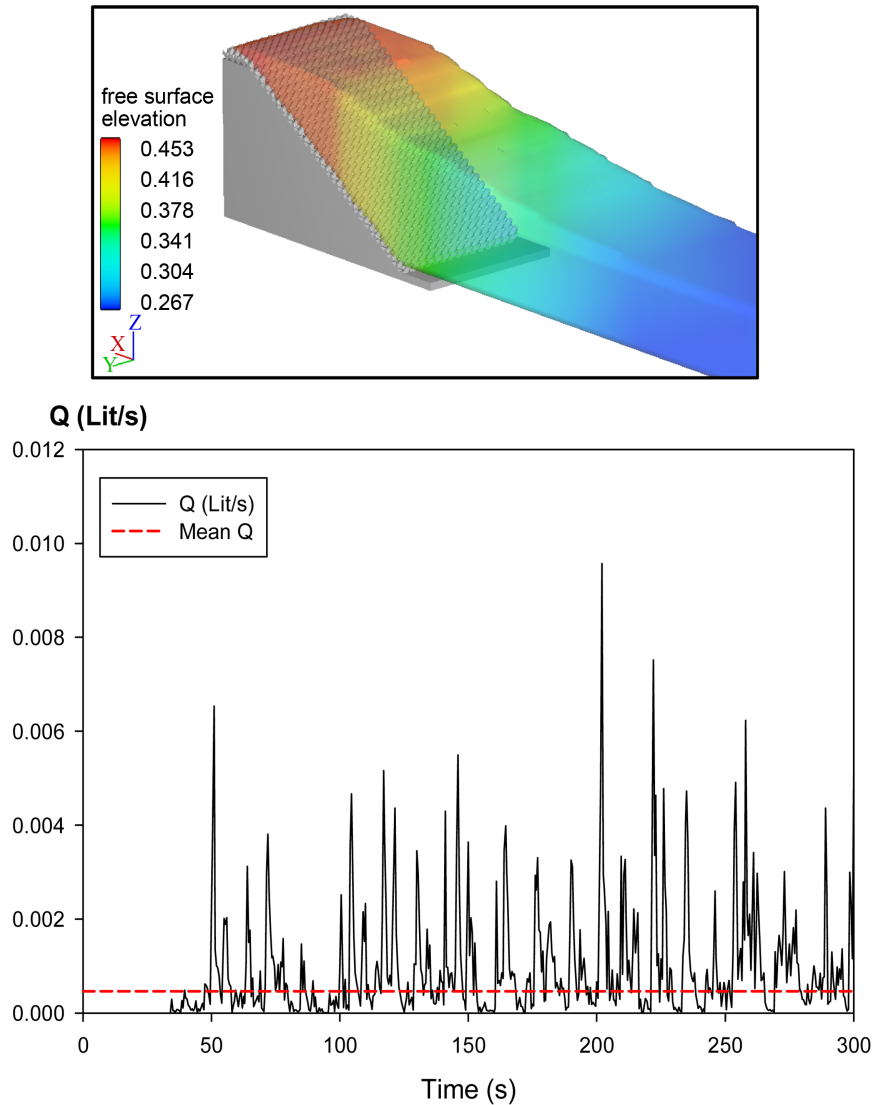 free surface
elevation
0.453
0.416
0.378
0.341
0.304
0.267
Z
X
Y
Q (Lit/s)
0.012
Q (Lit/s)
Mean Q
0.010
0.008
0.006
0.004
0.002
0.000
0 50 100 150 200 250 300
Time (s)